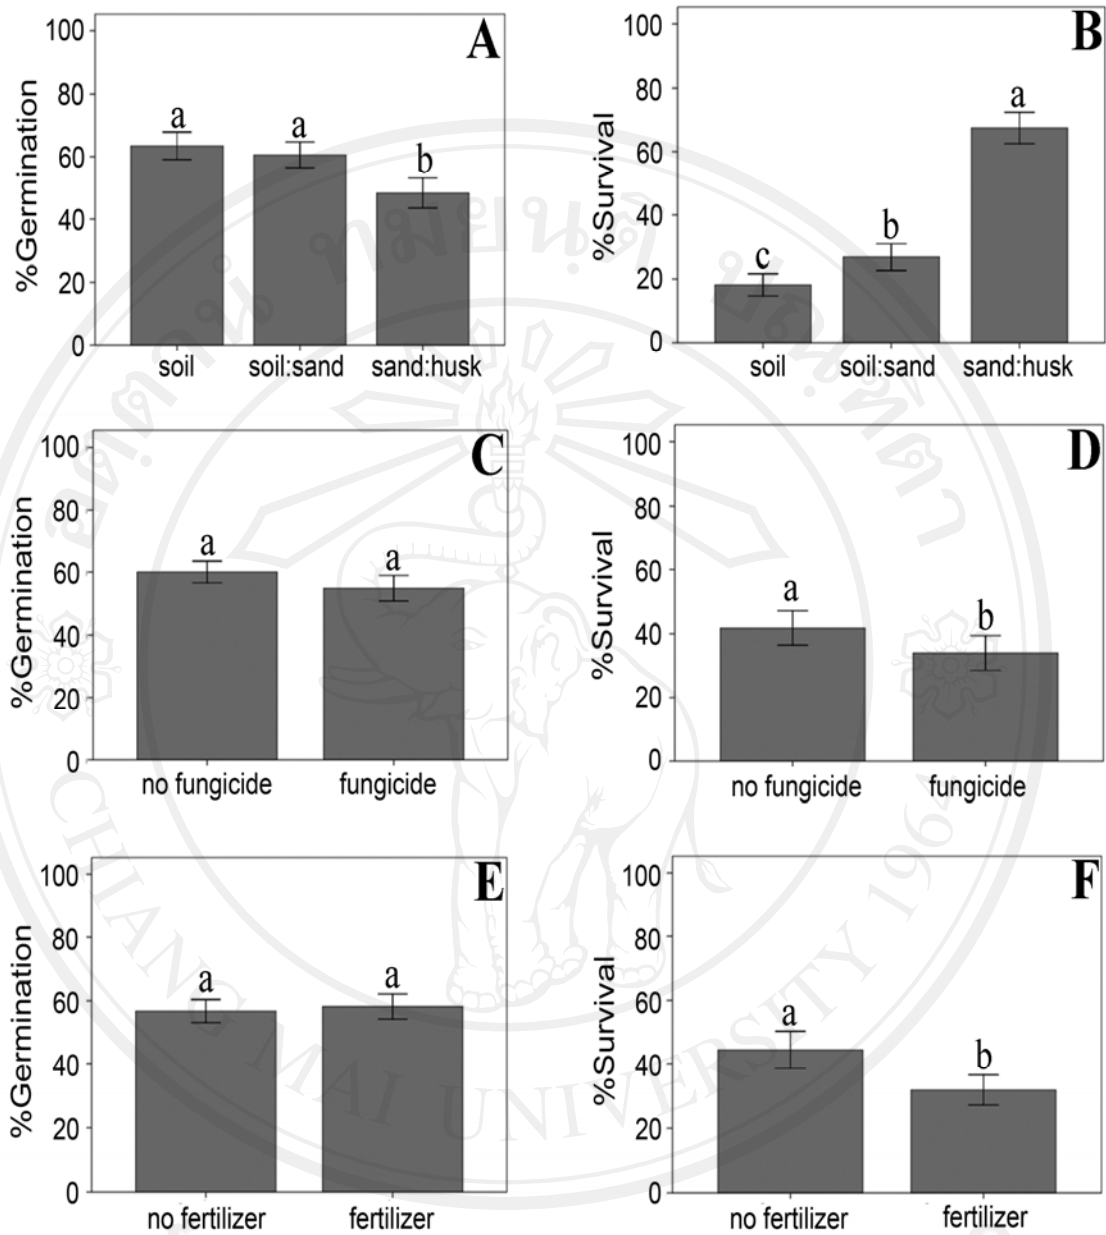 A
%Germination
100
80
60
40
20
0
a
a
b
soil
soil:sand
sand:husk
B
%Survival
100
80
60
40
20
0
c
b
a
soil
soil:sand
sand:husk
C
%Germination
100
80
60
40
20
0
a
a
no fungicide
fungicide
D
%Survival
100
80
60
40
20
0
a
b
no fungicide
fungicide
E
%Germination
100
80
60
40
20
0
a
a
no fertilizer
fertilizer
F
%Survival
100
80
60
40
20
0
a
b
no fertilizer
fertilizer
CHIANG MAI UNIVERSITY 1964